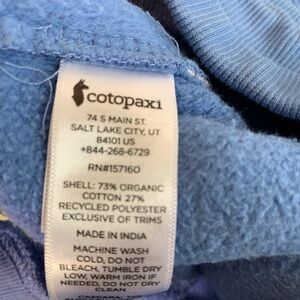 cotopaxi
74 S MAIN ST.
SALT LAKE CITY, UT
84101 US
+844-268-6729
RN#157160
SHELL: 73% ORGANIC
COTTON 27%
RECYCLED POLYESTER
EXCLUSIVE OF TRIMS
MADE IN INDIA
MACHINE WASH
COLD, DO NOT
BLEACH, TUMBLE DRY
LOW, WARM IRON IF
NEEDED, DO NOT DRY
CLEAN